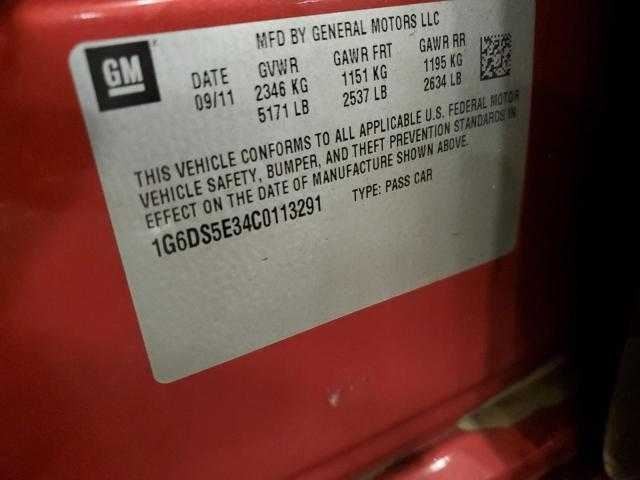 GM
MFD BY GENERAL MOTORS LLC
DATE GVWR GAWR FRT GAWR RR
09/11 2346 KG 1151 KG 1195 KG
5171 LB 2537 LB 2634 LB
THIS VEHICLE CONFORMS TO ALL APPLICABLE U.S. FEDERAL MOTOR
VEHICLE SAFETY, BUMPER, AND THEFT PREVENTION STANDARDS IN
EFFECT ON THE DATE OF MANUFACTURE SHOWN ABOVE.
1G6DS5E34C0113291 TYPE: PASS CAR